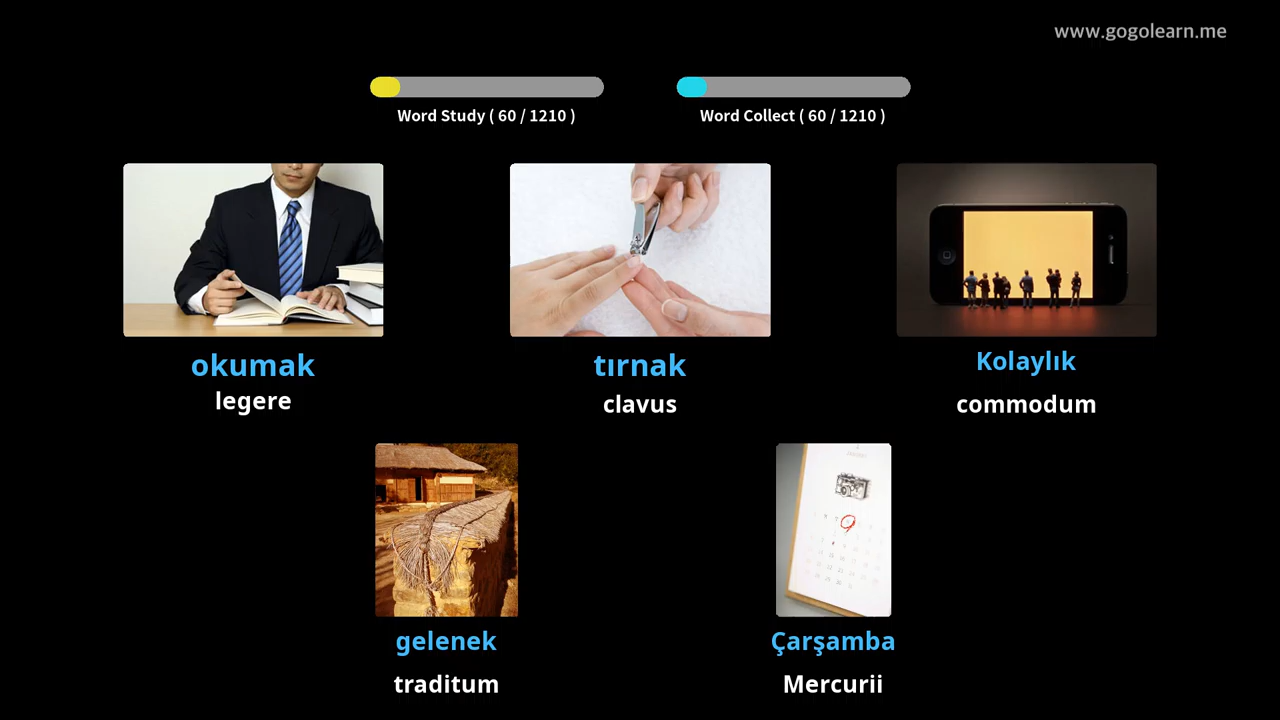 www.gogolearn.me
Word Study ( 60 / 1210 )
Word Collect ( 60 / 1210 )
okumak
legere
tırnak
clavus
Kolaylık
commodum
gelenek
traditum
Çarşamba
Mercurii